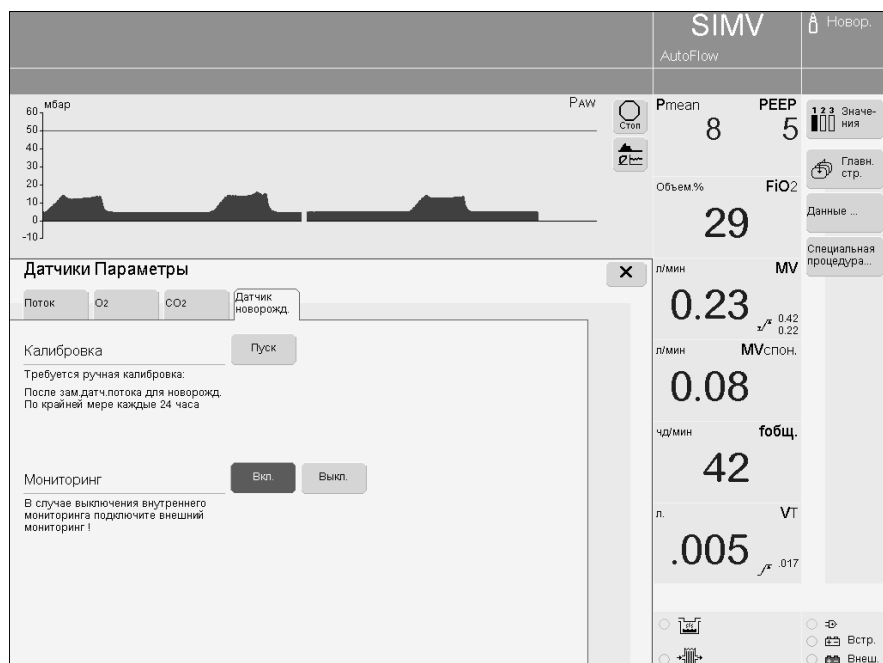 SIMV
AutoFlow
Новор.
мбар
Paw
60
50
40
30
20
10
0
-10
Стоп
Pmean
8
PEEP
5
1 2 3 Значе-
ния
Главн.
стр.
Данные ...
Специальная
процедура...
Объем.%
FiO2
29
л/мин
MV
0.23
0.42
0.22
л/мин
MVспон.
0.08
чд/мин
fобщ.
42
л.
VT
.005
.017
Датчики Параметры
Поток
O2
CO2
Датчик
новорожд.
Калибровка
Пуск
Требуется ручная калибровка:
После зам.датч.потока для новорожд.
По крайней мере каждые 24 часа
Мониторинг
Вкл.
Выкл.
В случае выключения внутреннего
мониторинга подключите внешний
мониторинг !
Встр.
Внеш.